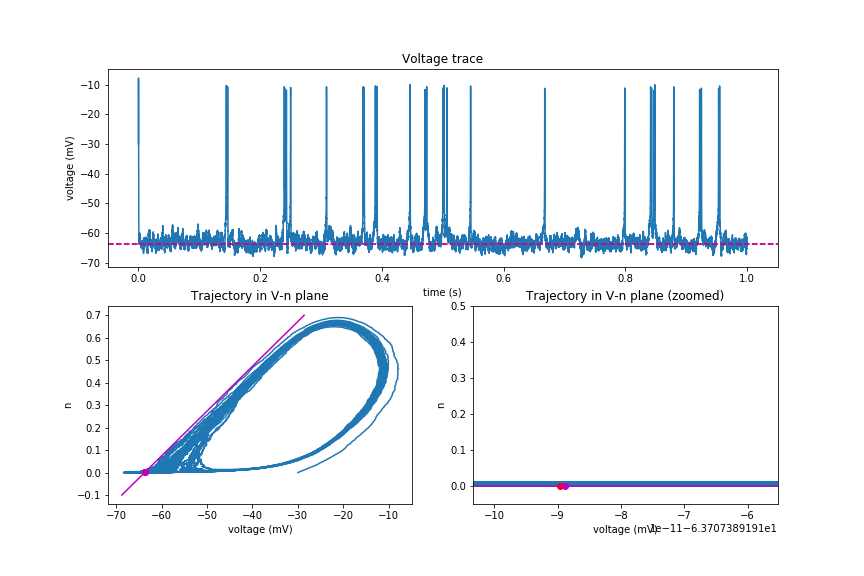 Voltage trace
−10
−20
−30
−40
−50
−60
−70
voltage (mV)
0.0 0.2 0.4 0.6 0.8 1.0
time (s)
Trajectory in V-n plane
0.7
0.6
0.5
0.4
0.3
0.2
0.1
0.0
−0.1
n
−70 −60 −50 −40 −30 −20 −10
voltage (mV)
Trajectory in V-n plane (zoomed)
0.5
0.4
0.3
0.2
0.1
0.0
n
−10 −9 −8 −7 −6
voltage (mV)
1e−11−6.3707389191e1